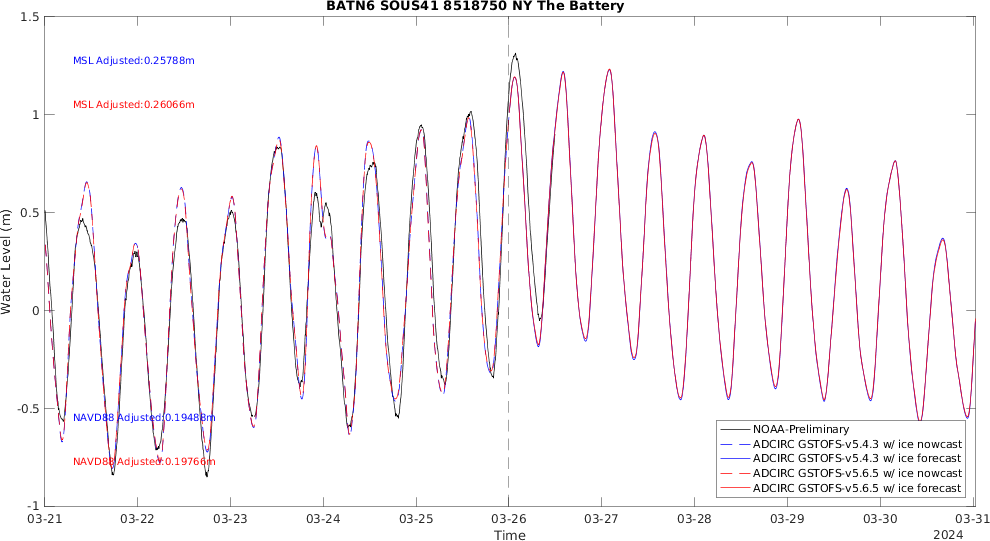 BATN6 SOUS41 8518750 NY The Battery
1.5
1
0.5
0
-0.5
-1
Water Level (m)
MSL Adjusted:0.25788m
MSL Adjusted:0.26066m
NAVD88 Adjusted:0.19488m
NAVD88 Adjusted:0.19766m
NOAA-Preliminary
ADCIRC GSTOFS-v5.4.3 w/ ice nowcast
ADCIRC GSTOFS-v5.4.3 w/ ice forecast
ADCIRC GSTOFS-v5.6.5 w/ ice nowcast
ADCIRC GSTOFS-v5.6.5 w/ ice forecast
03-21 03-22 03-23 03-24 03-25 03-26 03-27 03-28 03-29 03-30 03-31
Time
2024